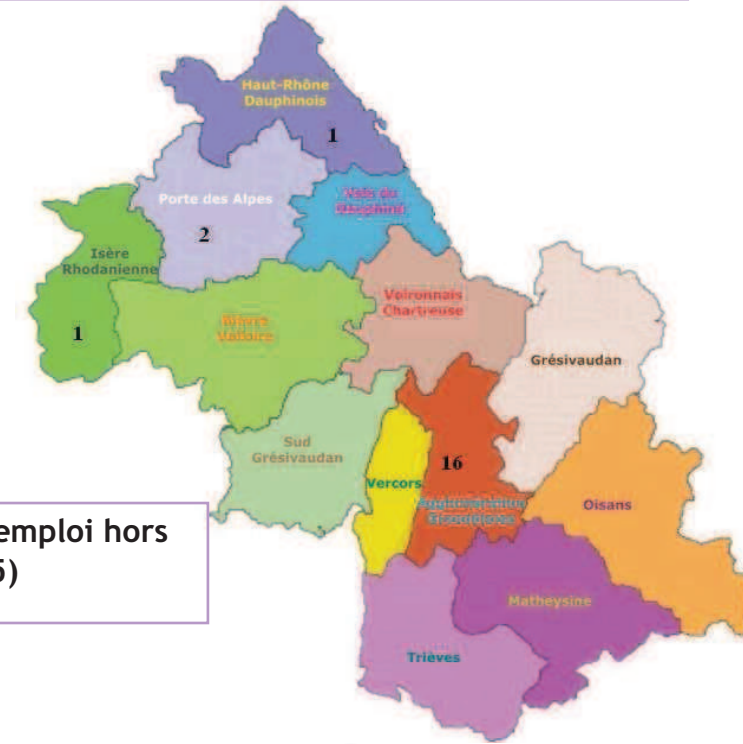 Haut-Rhône
Dauphinois
1
Porte des Alpes
2
Vals du
Dauphiné
Isère
Rhodanienne
1
Bièvre
Valloire
Voironnais
Chartreuse
Grésivaudan
Sud
Grésivaudan
Vercors
16
Agglomération
Grenobloise
Oisans
emploi hors
5)
Matheysine
Trièves